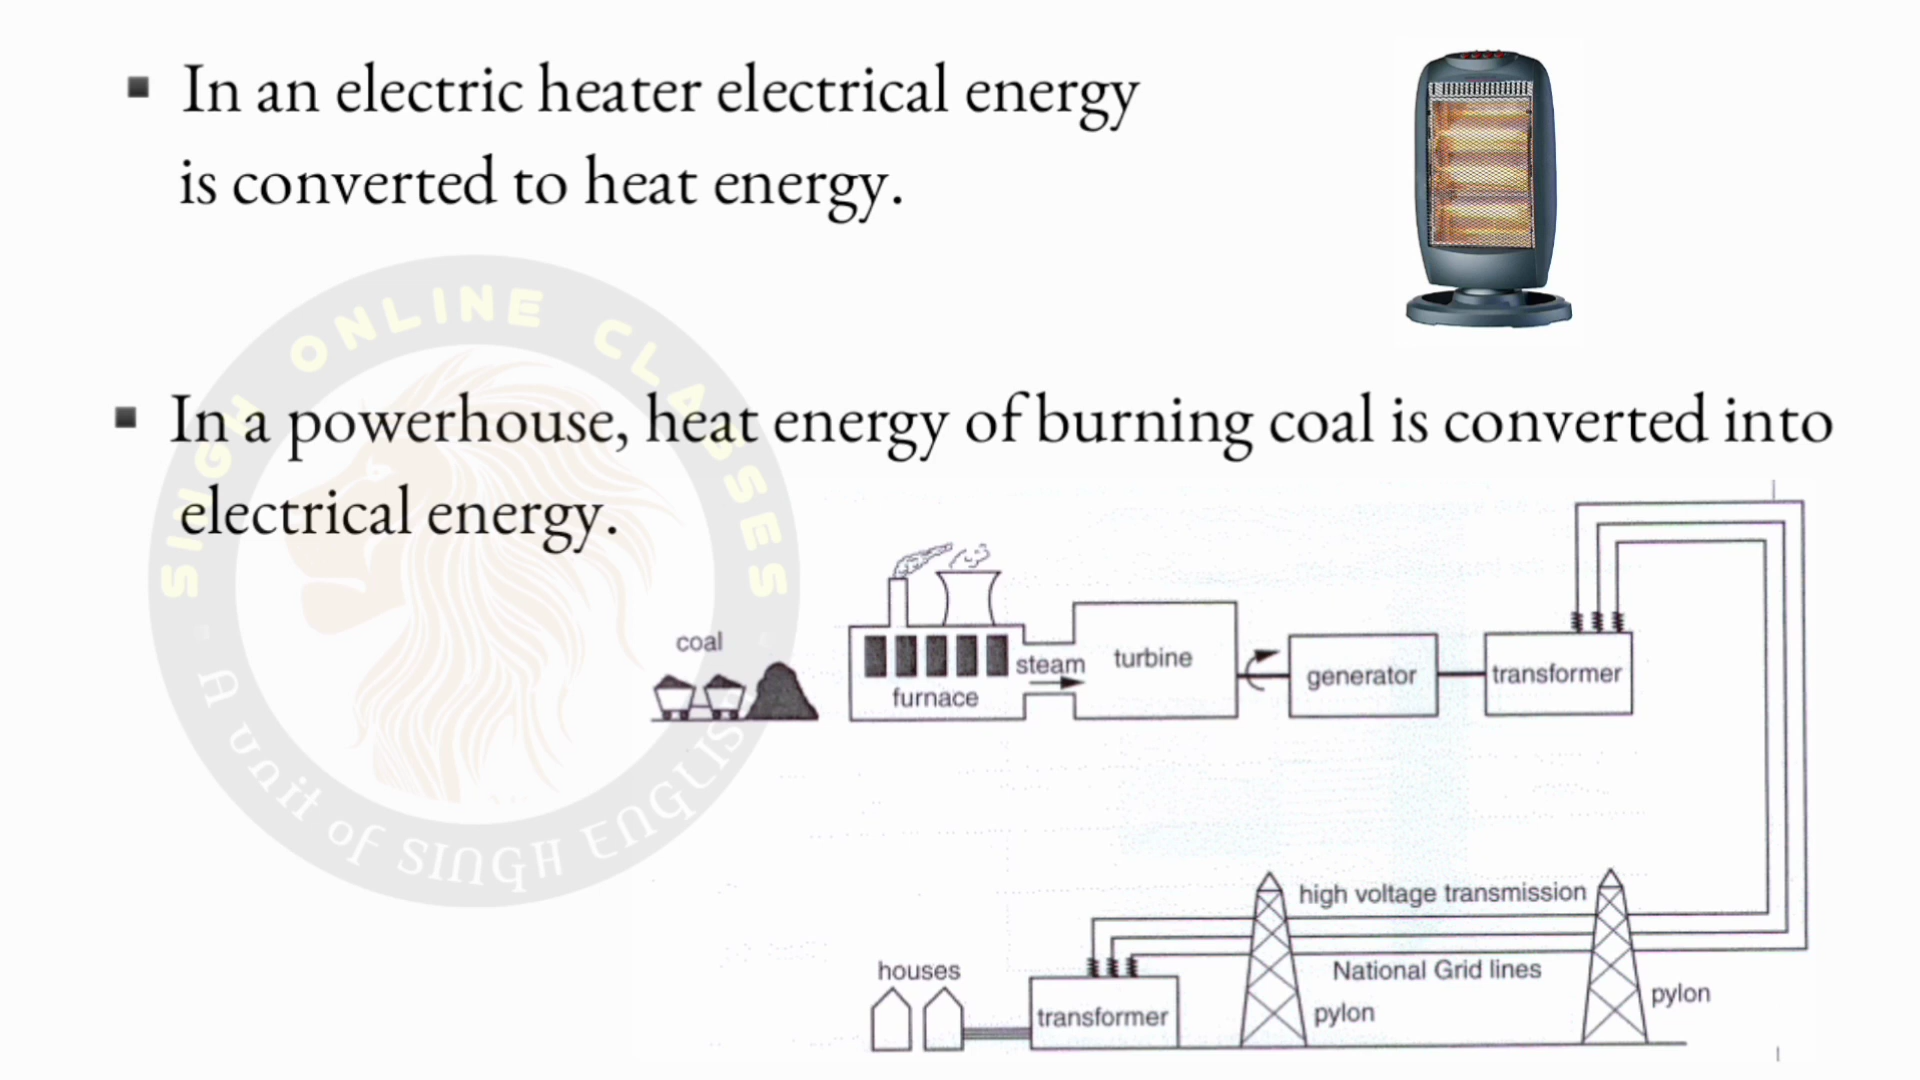 ▪ In an electric heater electrical energy
is converted to heat energy.
▪ In a powerhouse, heat energy of burning coal is converted into
electrical energy.
SINGH ONLINE CLASSES
- A unit of SINGH ENGLIS
coal
furnace
steam
turbine
generator
transformer
high voltage transmission
National Grid lines
houses
transformer
pylon
pylon